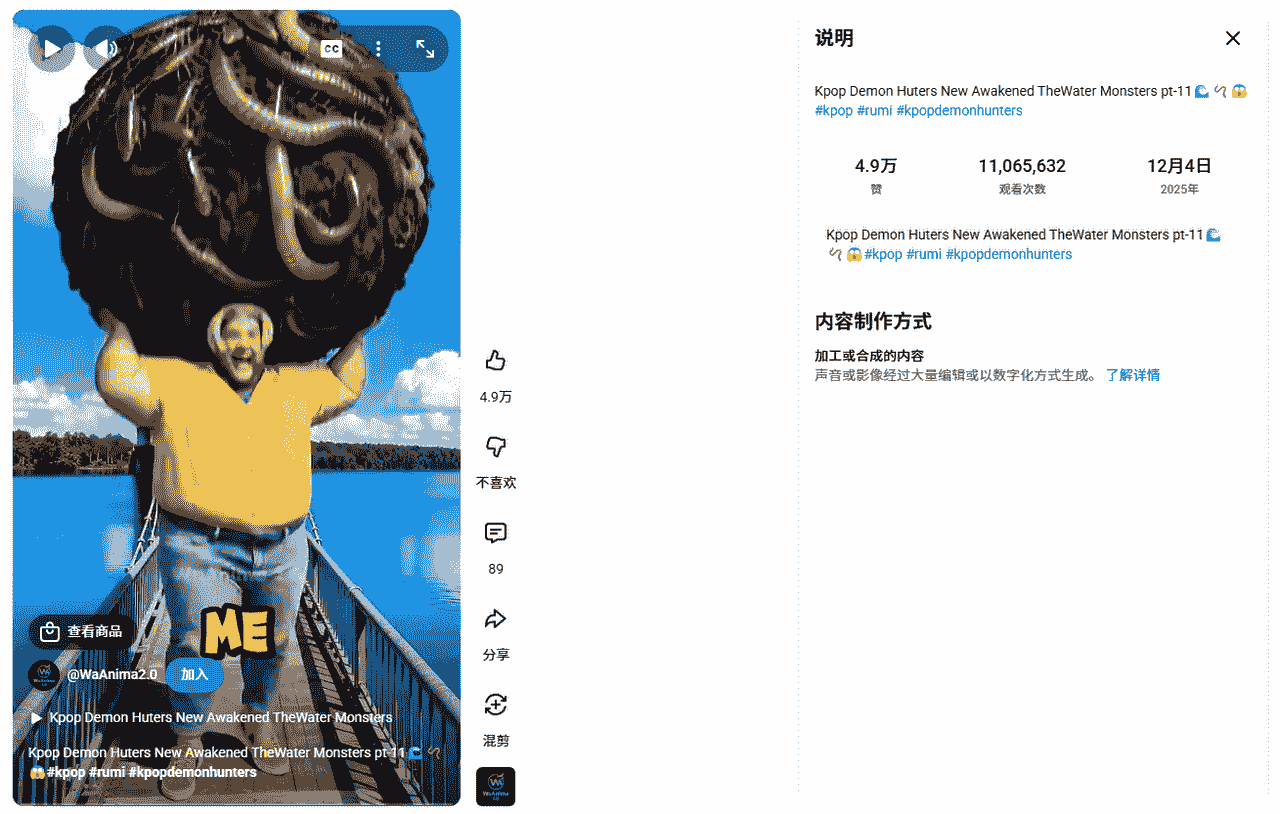 CC
ME
查看商品
@WaAnima2.0
加入
Kpop Demon Huters New Awakened TheWater Monsters
Kpop Demon Huters New Awakened TheWater Monsters pt-11🌊🪱
😱#kpop #rumi #kpopdemonhunters
4.9万
不喜欢
89
分享
混剪
WaAnima
2.0
说明
Kpop Demon Huters New Awakened TheWater Monsters pt-11🌊🪱😱
#kpop #rumi #kpopdemonhunters
4.9万
赞
11,065,632
观看次数
12月4日
2025年
Kpop Demon Huters New Awakened TheWater Monsters pt-11🌊
🪱😱#kpop #rumi #kpopdemonhunters
内容制作方式
加工或合成的内容
声音或影像经过大量编辑或以数字化方式生成。 了解详情